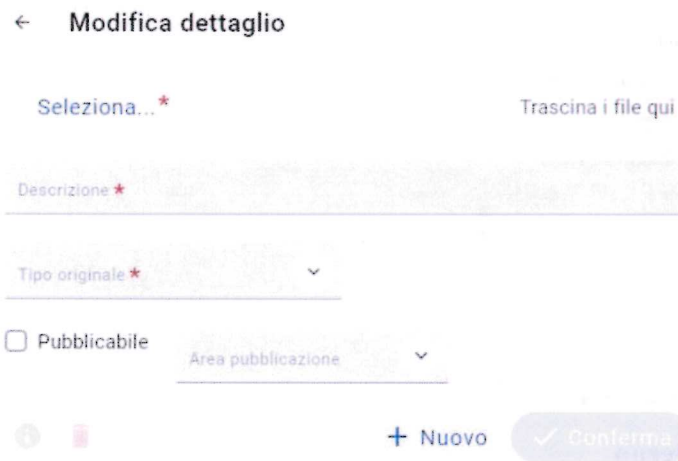 Modifica dettaglio
Seleziona...* Trascina i file qui
Descrizione *
Tipo originale *
Pubblicabile
Area pubblicazione
+ Nuovo Conferma